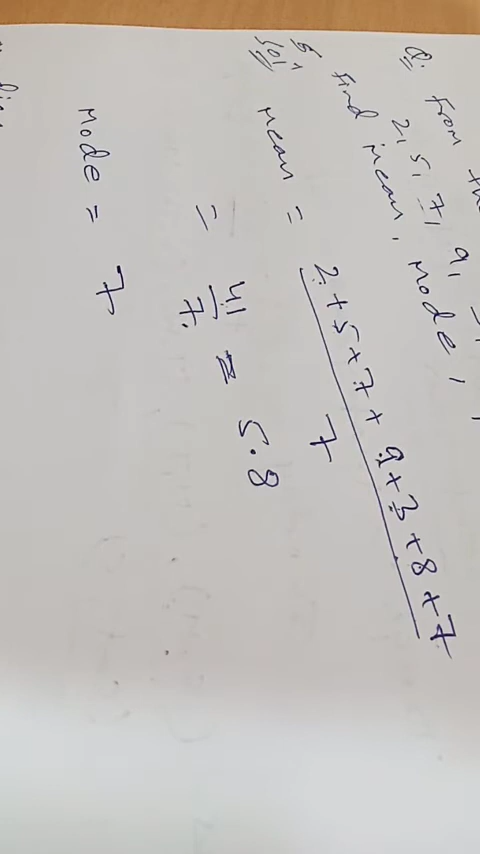 Q: From the
2, 5, 7, 9,
Find Mean, Mode,
Sol.
Mean = 2+5+7+9+3+8+7
7
= 41/7 = 5.8
Mode = 7